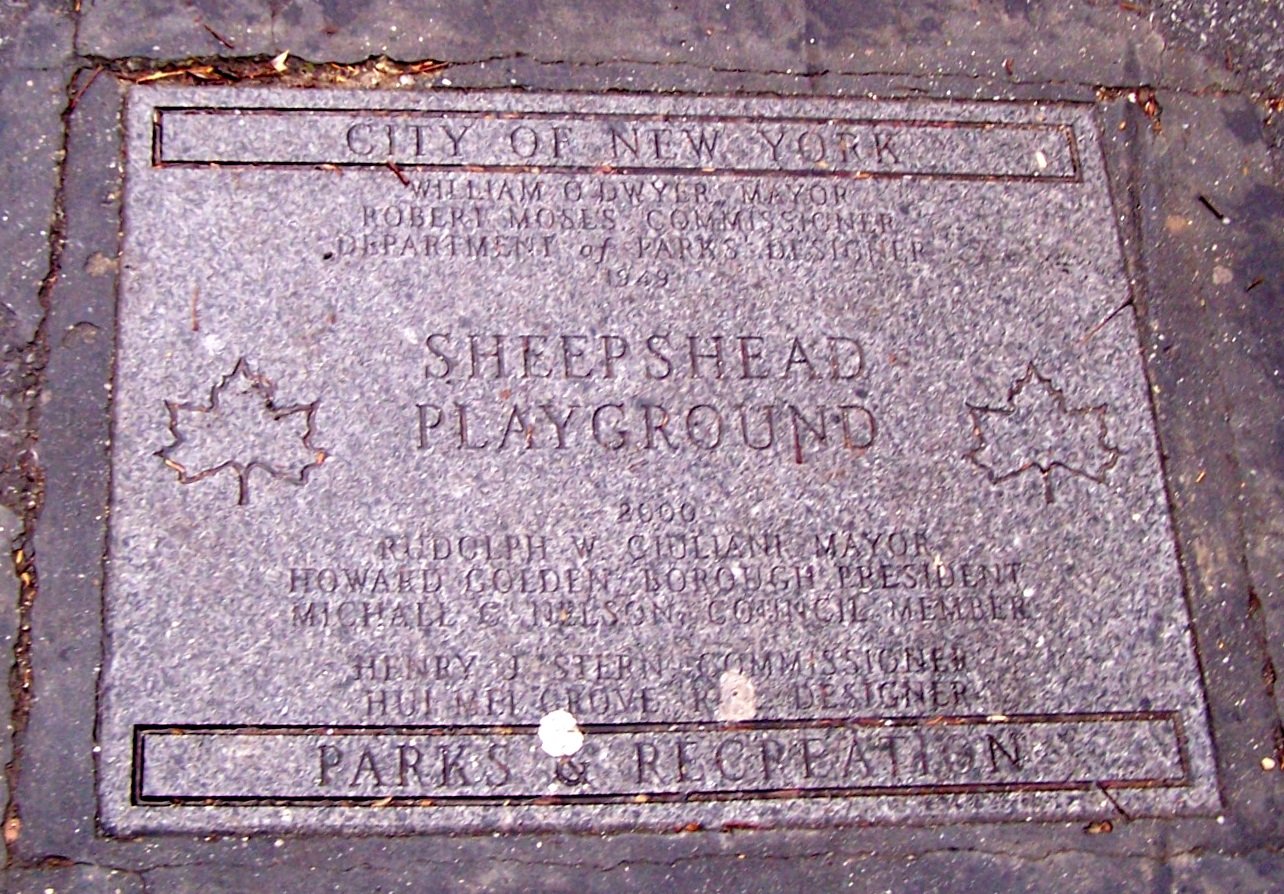 CITY OF NEW YORK
WILLIAM O'DWYER, MAYOR
ROBERT MOSES, COMMISSIONER
DEPARTMENT of PARKS, DESIGNER
1949
SHEEPSHEAD
PLAYGROUND
2000
RUDOLPH W. GIULIANI, MAYOR
HOWARD GOLDEN, BOROUGH PRESIDENT
MICHAEL C. NELSON, COUNCIL MEMBER
HENRY J. STERN, COMMISSIONER
DESIGNER
PARKS & RECREATION